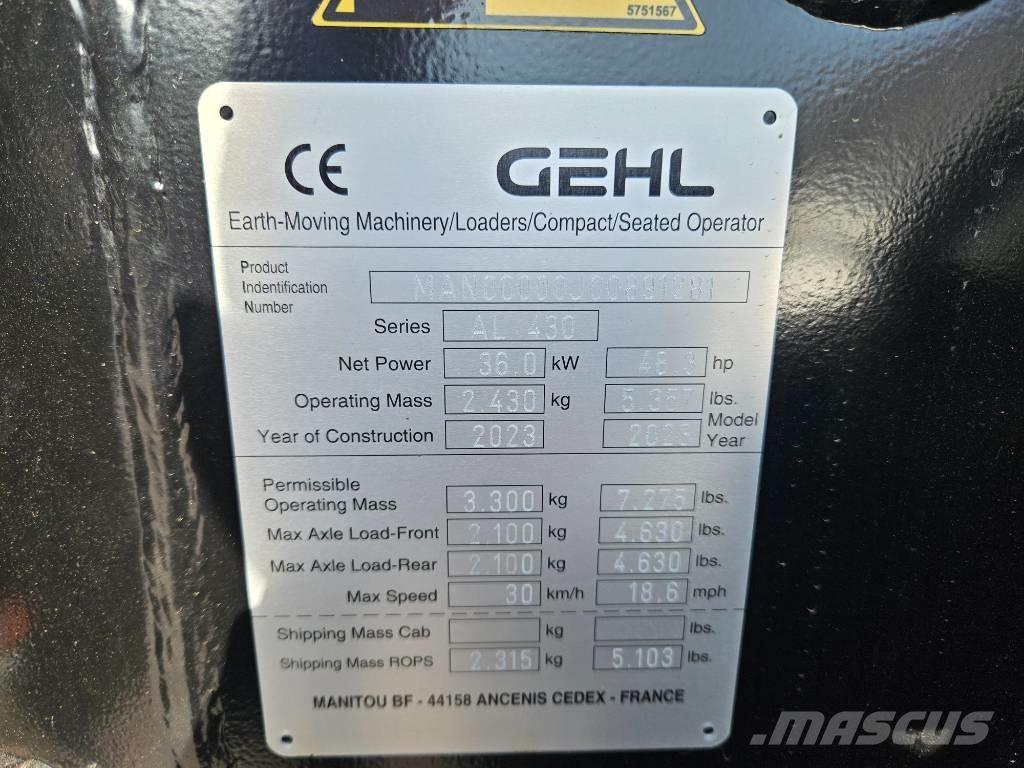 5751567
CE GEHL
Earth-Moving Machinery/Loaders/Compact/Seated Operator
Product
Indentification
Number
Series AL 430
Net Power 36.0 kW 48.3 hp
Operating Mass 2.430 kg 5.357 lbs.
Year of Construction 2023 Model Year
Permissible
Operating Mass 3.300 kg 7.275 lbs.
Max Axle Load-Front 2.100 kg 4.630 lbs.
Max Axle Load-Rear 2.100 kg 4.630 lbs.
Max Speed 30 km/h 18.6 mph
Shipping Mass Cab kg lbs.
Shipping Mass ROPS 2.315 kg 5.103 lbs.
MANITOU BF - 44158 ANCENIS CEDEX - FRANCE
MASCUS